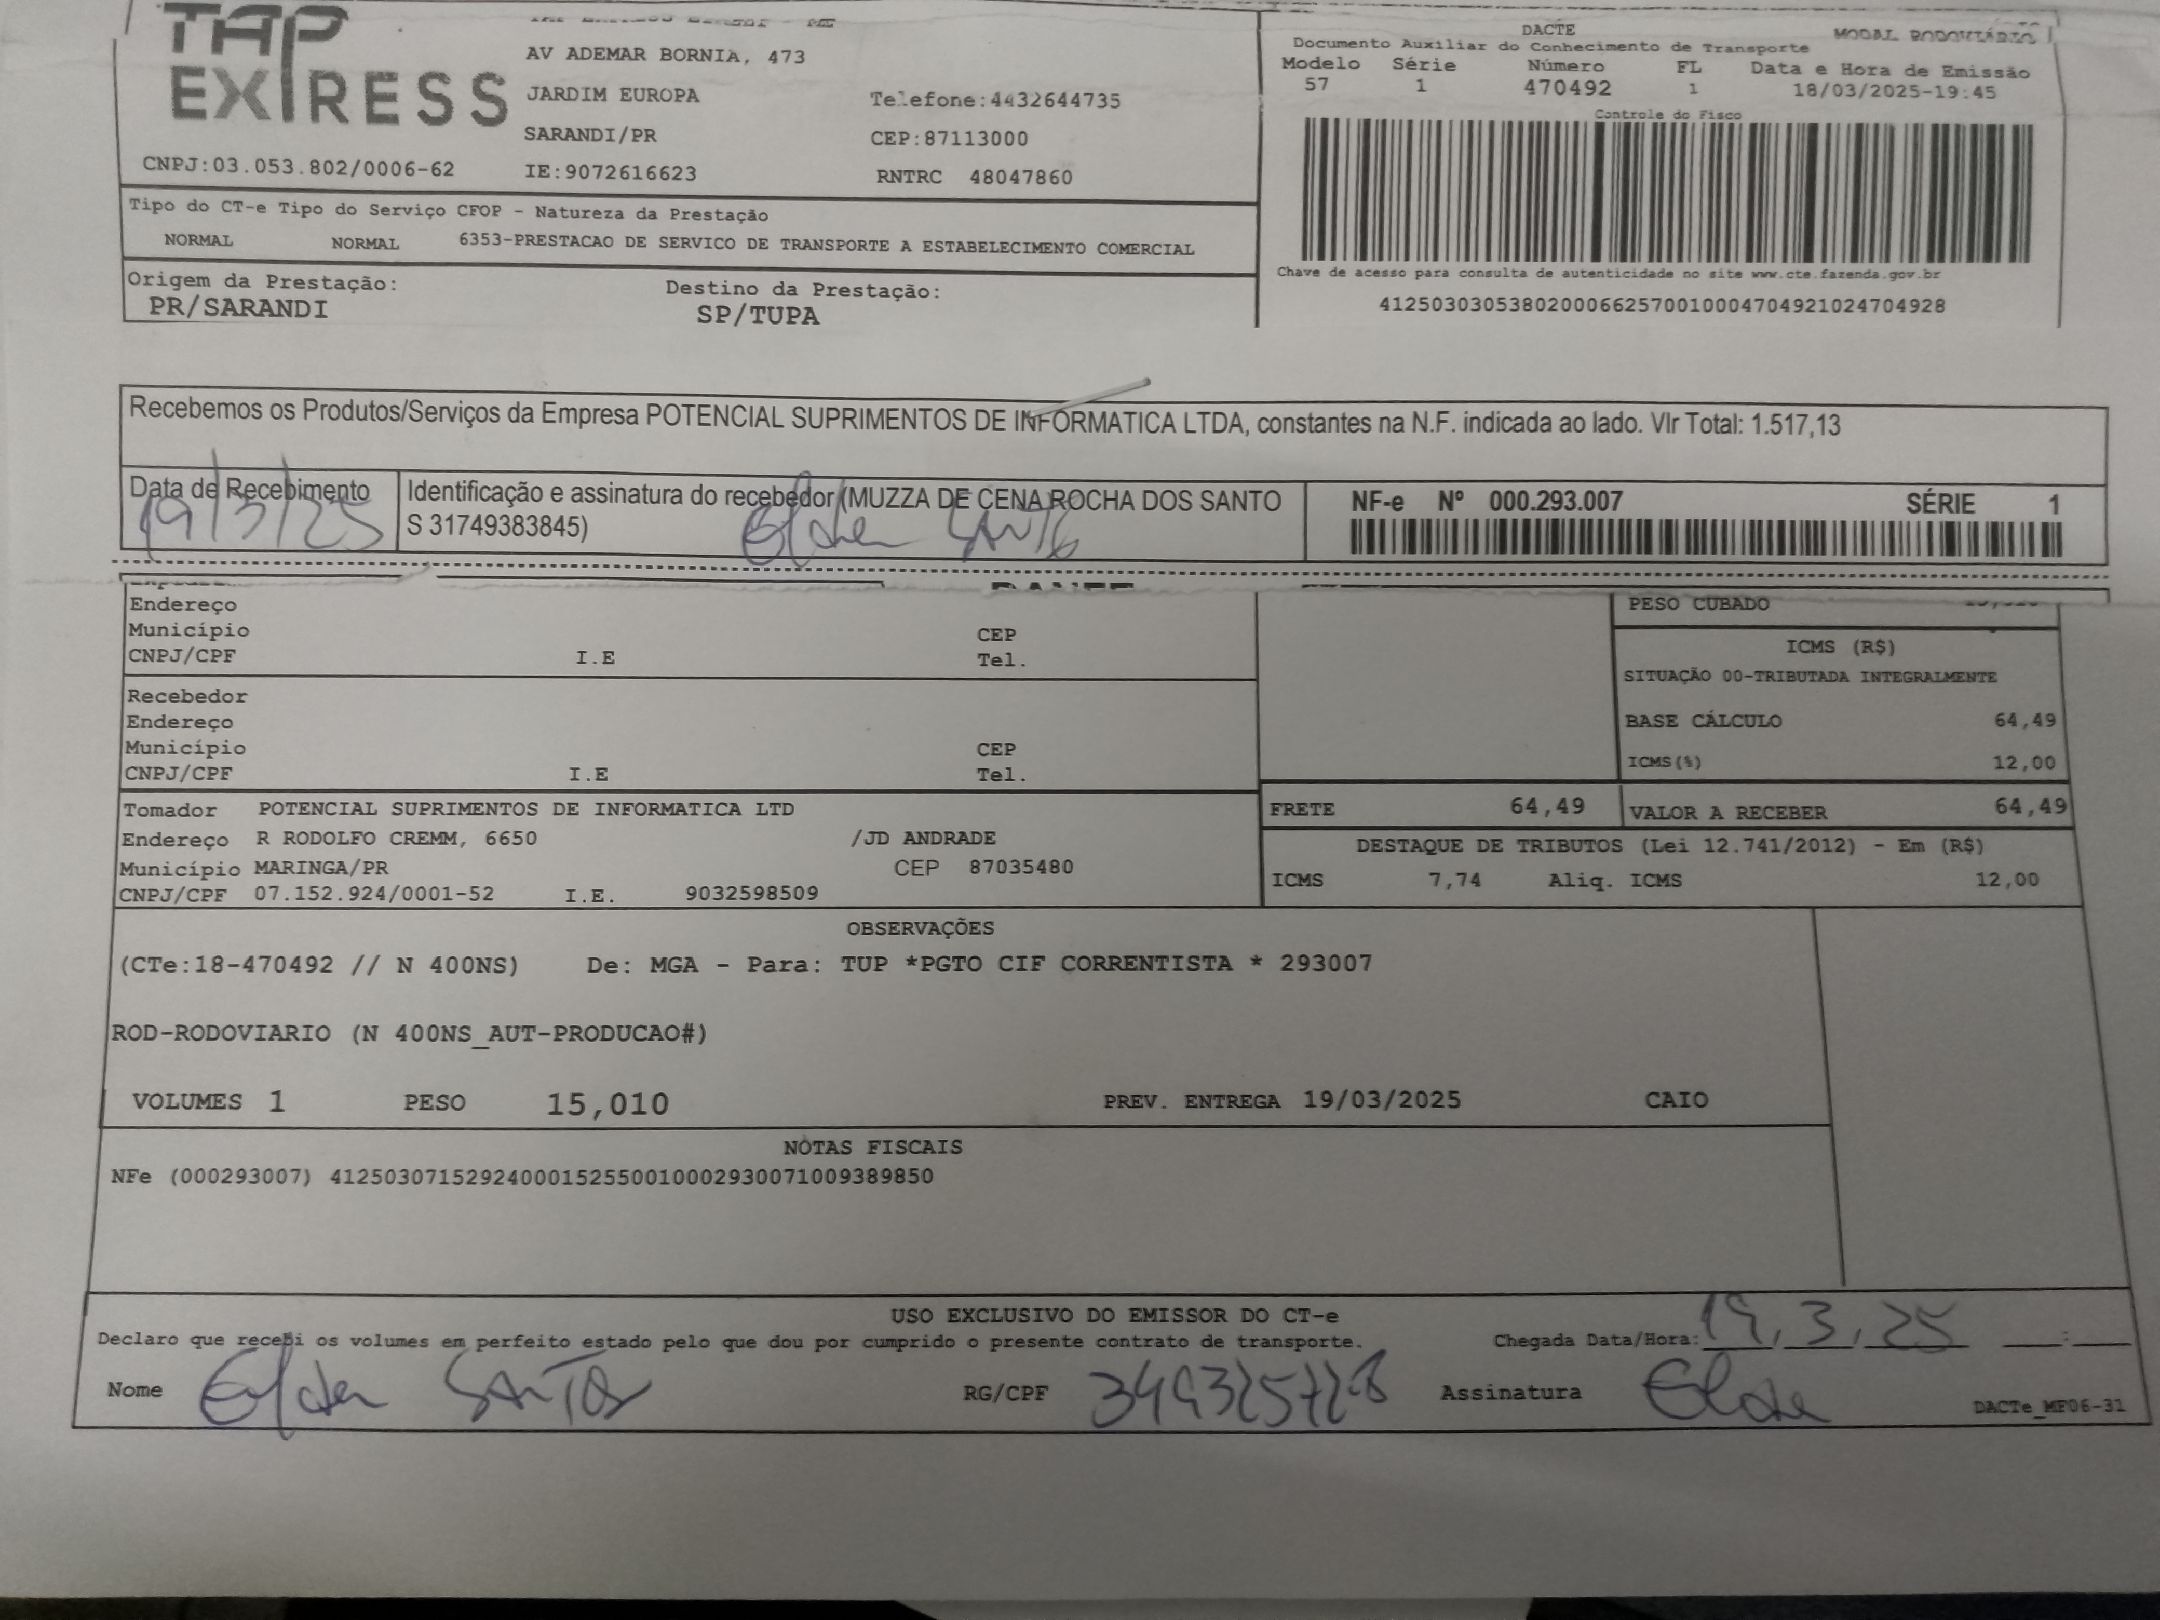 TAP
EXPRESS
AV ADEMAR BORNIA, 473
JARDIM EUROPA Telefone:4432644735
SARANDI/PR CEP:87113000
CNPJ:03.053.802/0006-62 IE:9072616623 RNTRC 48047860
DACTE MODAL RODOVIÁRIO
Documento Auxiliar do Conhecimento de Transporte
Modelo Série Número FL Data e Hora de Emissão
57 1 470492 1 18/03/2025-19:45
Controle do Fisco
Tipo do CT-e Tipo do Serviço CFOP - Natureza da Prestação
NORMAL NORMAL 6353-PRESTACAO DE SERVICO DE TRANSPORTE A ESTABELECIMENTO COMERCIAL
Origem da Prestação: Destino da Prestação:
PR/SARANDI SP/TUPA
Chave de acesso para consulta de autenticidade no site www.cte.fazenda.gov.br
41250303053802000662570010004704921024704928
Recebemos os Produtos/Serviços da Empresa POTENCIAL SUPRIMENTOS DE INFORMATICA LTDA, constantes na N.F. indicada ao lado. Vlr Total: 1.517,13
Data de Recebimento
19/3/25
Identificação e assinatura do recebedor (MUZZA DE CENA ROCHA DOS SANTO
S 31749383845)
Elder Santos
NF-e Nº 000.293.007 SÉRIE 1
Endereço
Município CEP
CNPJ/CPF I.E Tel.
Recebedor
Endereço
Município CEP
CNPJ/CPF I.E Tel.
PESO CUBADO
ICMS (R$)
SITUAÇÃO 00-TRIBUTADA INTEGRALMENTE
BASE CÁLCULO 64,49
ICMS(%) 12,00
Tomador POTENCIAL SUPRIMENTOS DE INFORMATICA LTD
Endereço R RODOLFO CREMM, 6650 /JD ANDRADE
Município MARINGA/PR CEP 87035480
CNPJ/CPF 07.152.924/0001-52 I.E. 9032598509
FRETE 64,49 VALOR A RECEBER 64,49
DESTAQUE DE TRIBUTOS (Lei 12.741/2012) - Em (R$)
ICMS 7,74 Aliq. ICMS 12,00
OBSERVAÇÕES
(CTe:18-470492 // N 400NS) De: MGA - Para: TUP *PGTO CIF CORRENTISTA * 293007
ROD-RODOVIARIO (N 400NS_AUT-PRODUCAO#)
VOLUMES 1 PESO 15,010 PREV. ENTREGA 19/03/2025 CAIO
NOTAS FISCAIS
NFe (000293007) 41250307152924000152550010002930071009389850
USO EXCLUSIVO DO EMISSOR DO CT-e
Declaro que recebi os volumes em perfeito estado pelo que dou por cumprido o presente contrato de transporte. Chegada Data/Hora: 19, 3, 25 :
Nome Elder Santos RG/CPF Assinatura Elder DACTe_MF06-31